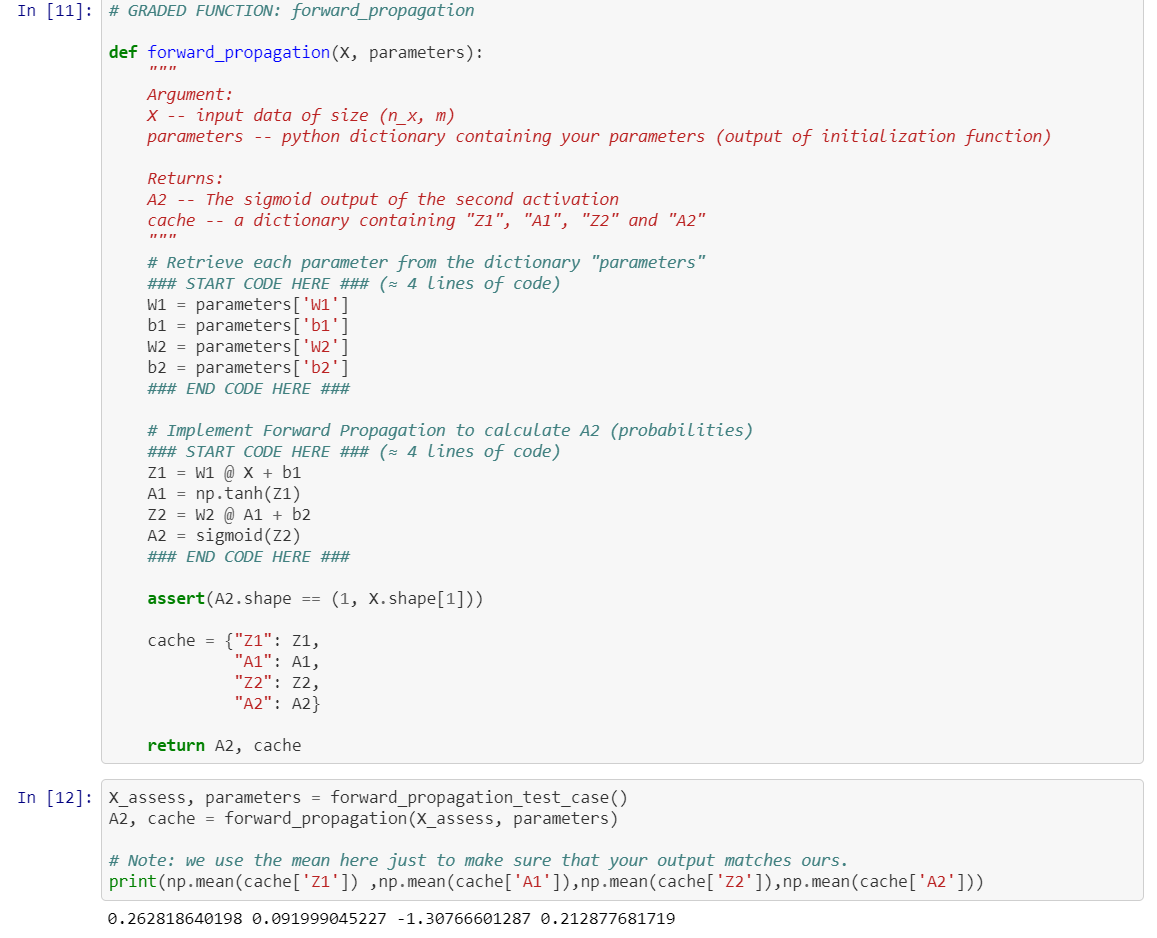 In [11]: # GRADED FUNCTION: forward_propagation
def forward_propagation(X, parameters):
    """
    Argument:
    X -- input data of size (n_x, m)
    parameters -- python dictionary containing your parameters (output of initialization function)
    Returns:
    A2 -- The sigmoid output of the second activation
    cache -- a dictionary containing "Z1", "A1", "Z2" and "A2"
    """
    # Retrieve each parameter from the dictionary "parameters"
    ### START CODE HERE ### (≈ 4 lines of code)
    W1 = parameters['W1']
    b1 = parameters['b1']
    W2 = parameters['W2']
    b2 = parameters['b2']
    ### END CODE HERE ###
    # Implement Forward Propagation to calculate A2 (probabilities)
    ### START CODE HERE ### (≈ 4 lines of code)
    Z1 = W1 @ X + b1
    A1 = np.tanh(Z1)
    Z2 = W2 @ A1 + b2
    A2 = sigmoid(Z2)
    ### END CODE HERE ###
    assert(A2.shape == (1, X.shape[1]))
    cache = {"Z1": Z1,
             "A1": A1,
             "Z2": Z2,
             "A2": A2}
    return A2, cache
In [12]: X_assess, parameters = forward_propagation_test_case()
A2, cache = forward_propagation(X_assess, parameters)
# Note: we use the mean here just to make sure that your output matches ours.
print(np.mean(cache['Z1']) ,np.mean(cache['A1']),np.mean(cache['Z2']),np.mean(cache['A2']))
0.262818640198 0.091999045227 -1.30766601287 0.212877681719